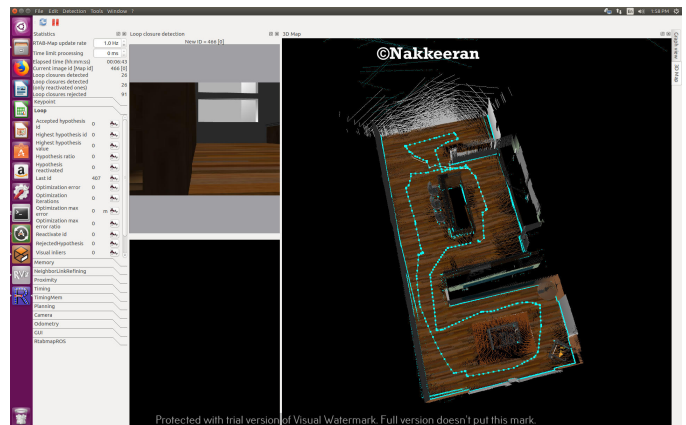 File Edit Detection Tools Window ?
1:58 PM
Statistics
Loop closure detection
3D Map
New ID = 466 [0]
RTAB-Map update rate 1.0 Hz
Time limit processing 0 ms
Elapsed time (hh:mm:ss) 00:06:43
Current image id [Map id] 466 [0]
Loop closures detected 26
Loop closures detected (only reactivated ones) 26
Loop closures rejected 91
Keypoint
Loop
Accepted hypothesis id 0
Highest hypothesis id 0
Highest hypothesis value 0
Hypothesis ratio 0
Hypothesis reactivated 0
Last id 467
Optimization error 0
Optimization iterations 0
Optimization max error 0 m
Optimization max error ratio 0
Reactivate id 0
RejectedHypothesis 0
Visual inliers 0
Memory
NeighborLinkRefining
Proximity
Timing
TimingMem
Planning
Camera
Odometry
GUI
RtabmapROS
©Nakkeeran
Graph view
3D Map
Protected with trial version of Visual Watermark. Full version doesn't put this mark.